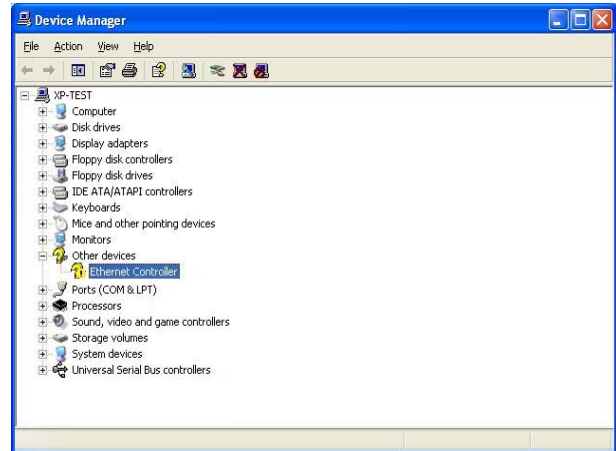 Device Manager
File Action View Help
XP-TEST
Computer
Disk drives
Display adapters
Floppy disk controllers
Floppy disk drives
IDE ATA/ATAPI controllers
Keyboards
Mice and other pointing devices
Monitors
Other devices
Ethernet Controller
Ports (COM & LPT)
Processors
Sound, video and game controllers
Storage volumes
System devices
Universal Serial Bus controllers